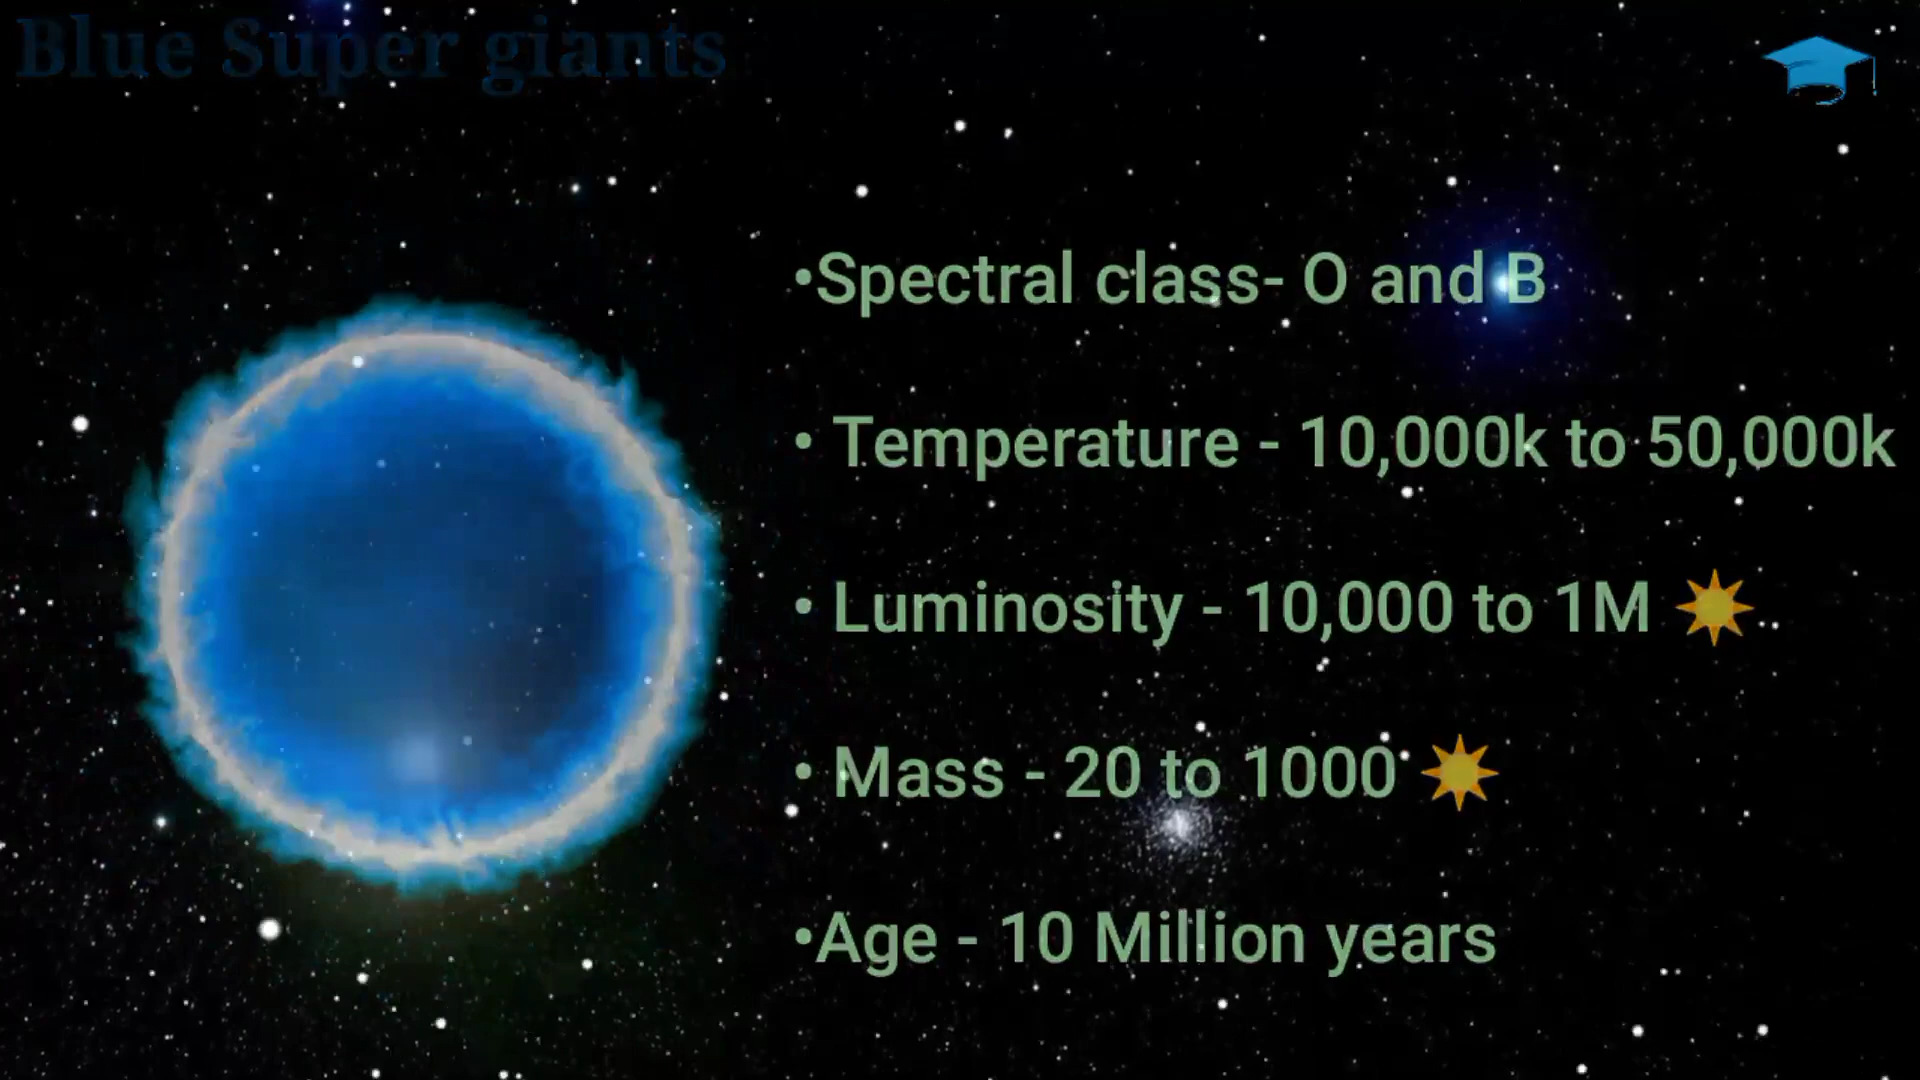 Blue Super giants
•Spectral class- O and B
• Temperature - 10,000k to 50,000k
• Luminosity - 10,000 to 1M
• Mass - 20 to 1000
•Age - 10 Million years